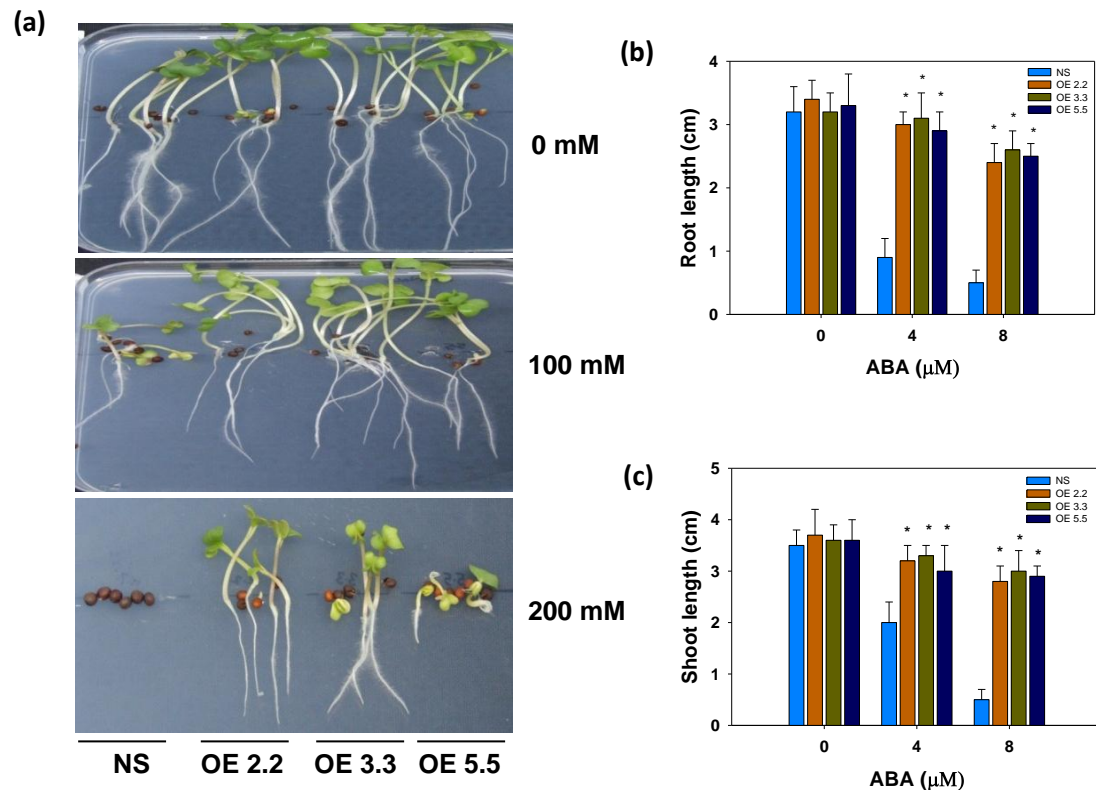 (a)
0 mM
100 mM
200 mM
NS
OE 2.2
OE 3.3
OE 5.5
(b)
Root length (cm)
4
3
2
1
0
NS
OE 2.2
OE 3.3
OE 5.5
* * *
* * *
0 4 8
ABA (μM)
(c)
Shoot length (cm)
5
4
3
2
1
0
NS
OE 2.2
OE 3.3
OE 5.5
* * *
* * *
0 4 8
ABA (μM)